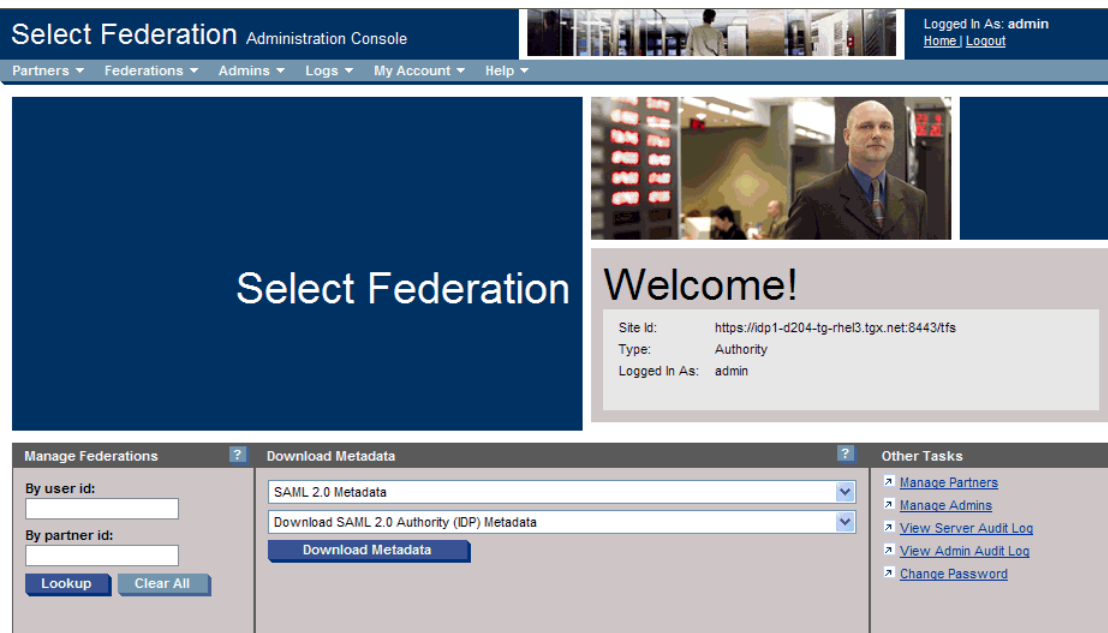 Select Federation Administration Console
Logged In As: admin
Home | Logout
Partners Federations Admins Logs My Account Help
Select Federation
Welcome!
Site Id: https://idp1-d204-tg-rhel3.tgx.net:8443/tfs
Type: Authority
Logged In As: admin
Manage Federations ?
By user id:
By partner id:
Lookup Clear All
Download Metadata ?
SAML 2.0 Metadata
Download SAML 2.0 Authority (IDP) Metadata
Download Metadata
Other Tasks
Manage Partners
Manage Admins
View Server Audit Log
View Admin Audit Log
Change Password